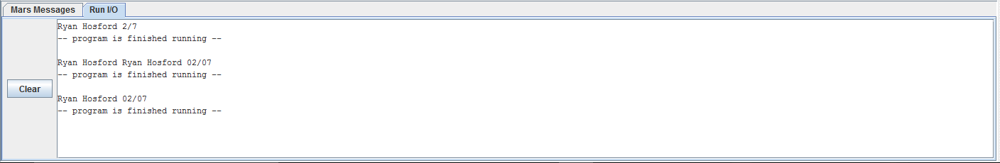 Mars Messages Run I/O
Ryan Hosford 2/7
-- program is finished running --
Ryan Hosford Ryan Hosford 02/07
-- program is finished running --
Clear
Ryan Hosford 02/07
-- program is finished running --